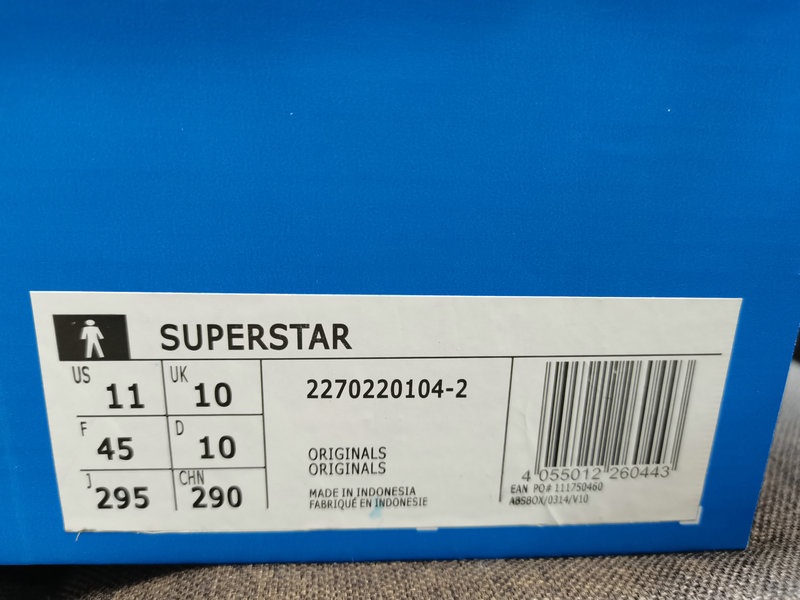 SUPERSTAR
US 11 UK 10
F 45 D 10
J 295 CHN 290
2270220104-2
ORIGINALS
ORIGINALS
MADE IN INDONESIA
FABRIQUÉ EN INDONESIE
4 055012 260443
EAN PO# 111750460
ABSBOX/0314/V10